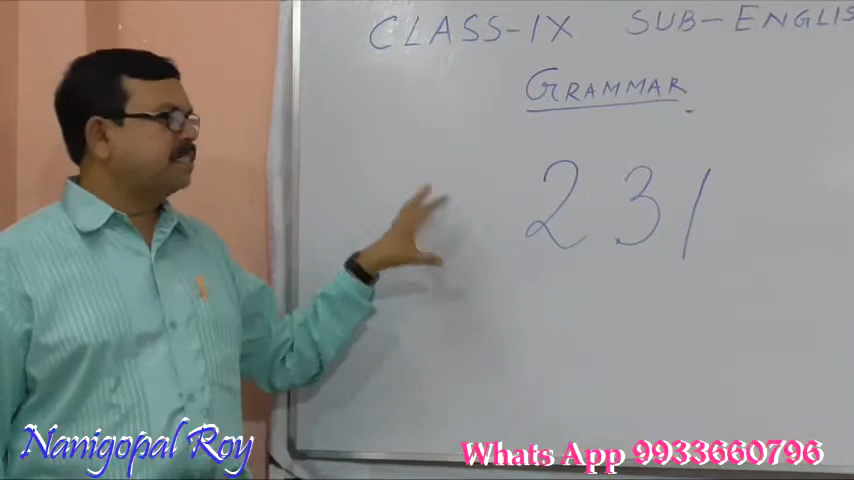 CLASS-IX SUB-ENGLIS
GRAMMAR
231
Nanigopal Roy
Whats App 9933660796